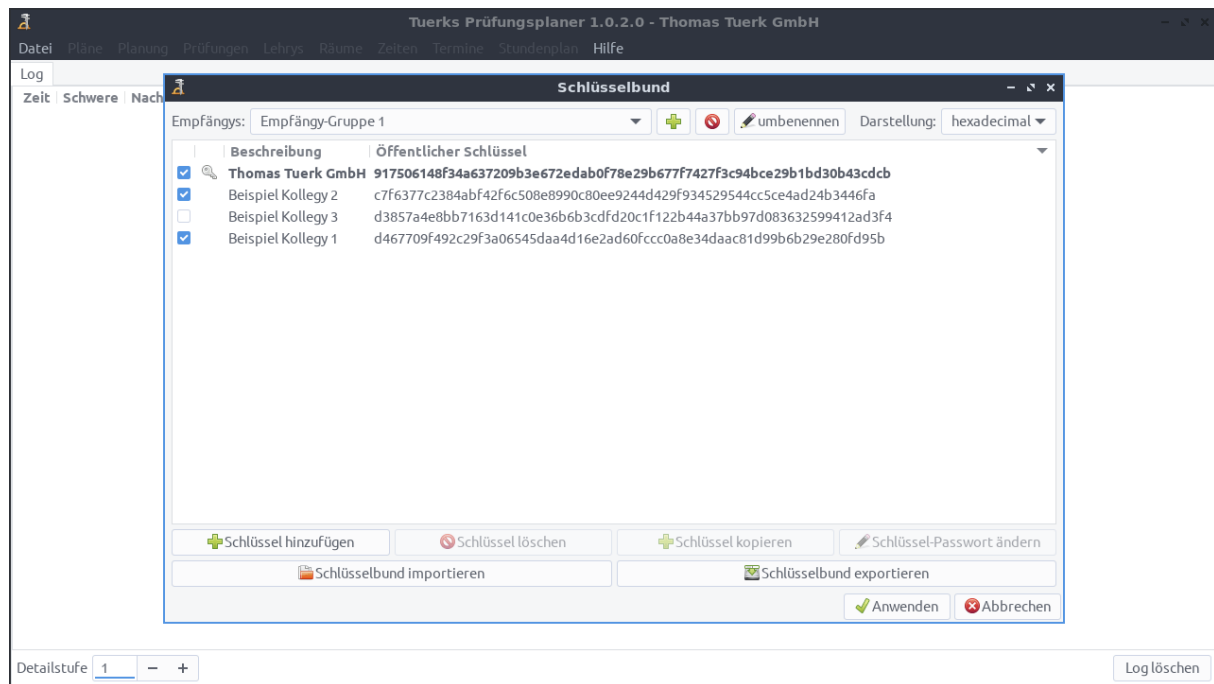 Tuerks Prüfungsplaner 1.0.2.0 - Thomas Tuerk GmbH
Datei Pläne Planung Prüfungen Lehrys Räume Zeiten Termine Stundenplan Hilfe
Log
Zeit Schwere Nach
Schlüsselbund
Empfängys: Empfängy-Gruppe 1 umbenennen Darstellung: hexadecimal
Beschreibung Öffentlicher Schlüssel
Thomas Tuerk GmbH 917506148f34a637209b3e672edab0f78e29b677f7427f3c94bce29b1bd30b43cdcb
Beispiel Kollegy 2 c7f6377c2384abf42f6c508e8990c80ee9244d429f934529544cc5ce4ad24b3446fa
Beispiel Kollegy 3 d3857a4e8bb7163d141c0e36b6b3cdfd20c1f122b44a37bb97d083632599412ad3f4
Beispiel Kollegy 1 d467709f492c29f3a06545daa4d16e2ad60fccc0a8e34daac81d99b6b29e280fd95b
Schlüssel hinzufügen Schlüssel löschen Schlüssel kopieren Schlüssel-Passwort ändern
Schlüsselbund importieren Schlüsselbund exportieren
Anwenden Abbrechen
Detailstufe 1 − + Log löschen